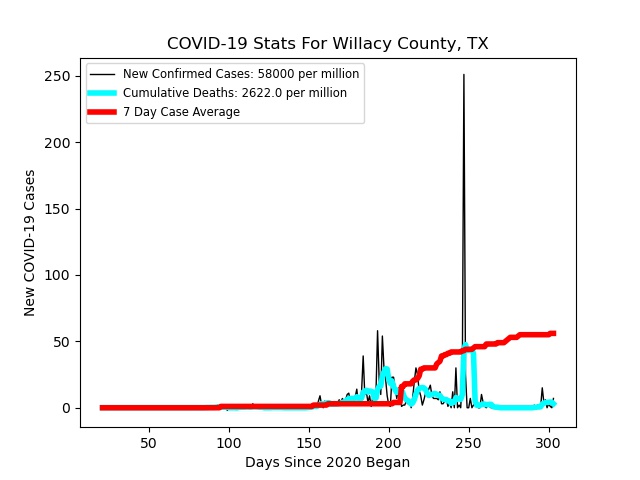 COVID-19 Stats For Willacy County, TX
New Confirmed Cases: 58000 per million
Cumulative Deaths: 2622.0 per million
7 Day Case Average
250
200
150
100
50
0
New COVID-19 Cases
50 100 150 200 250 300
Days Since 2020 Began